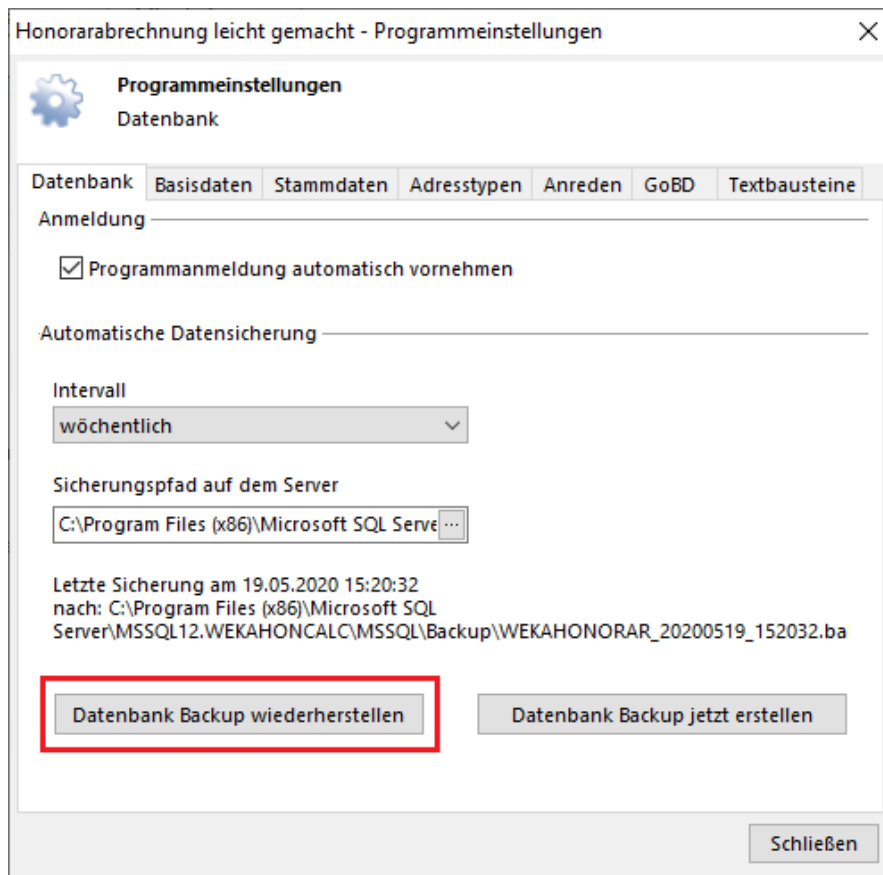 Honorarabrechnung leicht gemacht - Programmeinstellungen
Programmeinstellungen
Datenbank
Datenbank Basisdaten Stammdaten Adresstypen Anreden GoBD Textbausteine
Anmeldung
Programmanmeldung automatisch vornehmen
Automatische Datensicherung
Intervall
wöchentlich
Sicherungspfad auf dem Server
C:\Program Files (x86)\Microsoft SQL Serve ...
Letzte Sicherung am 19.05.2020 15:20:32
nach: C:\Program Files (x86)\Microsoft SQL
Server\MSSQL12.WEKAHONCALC\MSSQL\Backup\WEKAHONORAR_20200519_152032.ba
Datenbank Backup wiederherstellen Datenbank Backup jetzt erstellen
Schließen